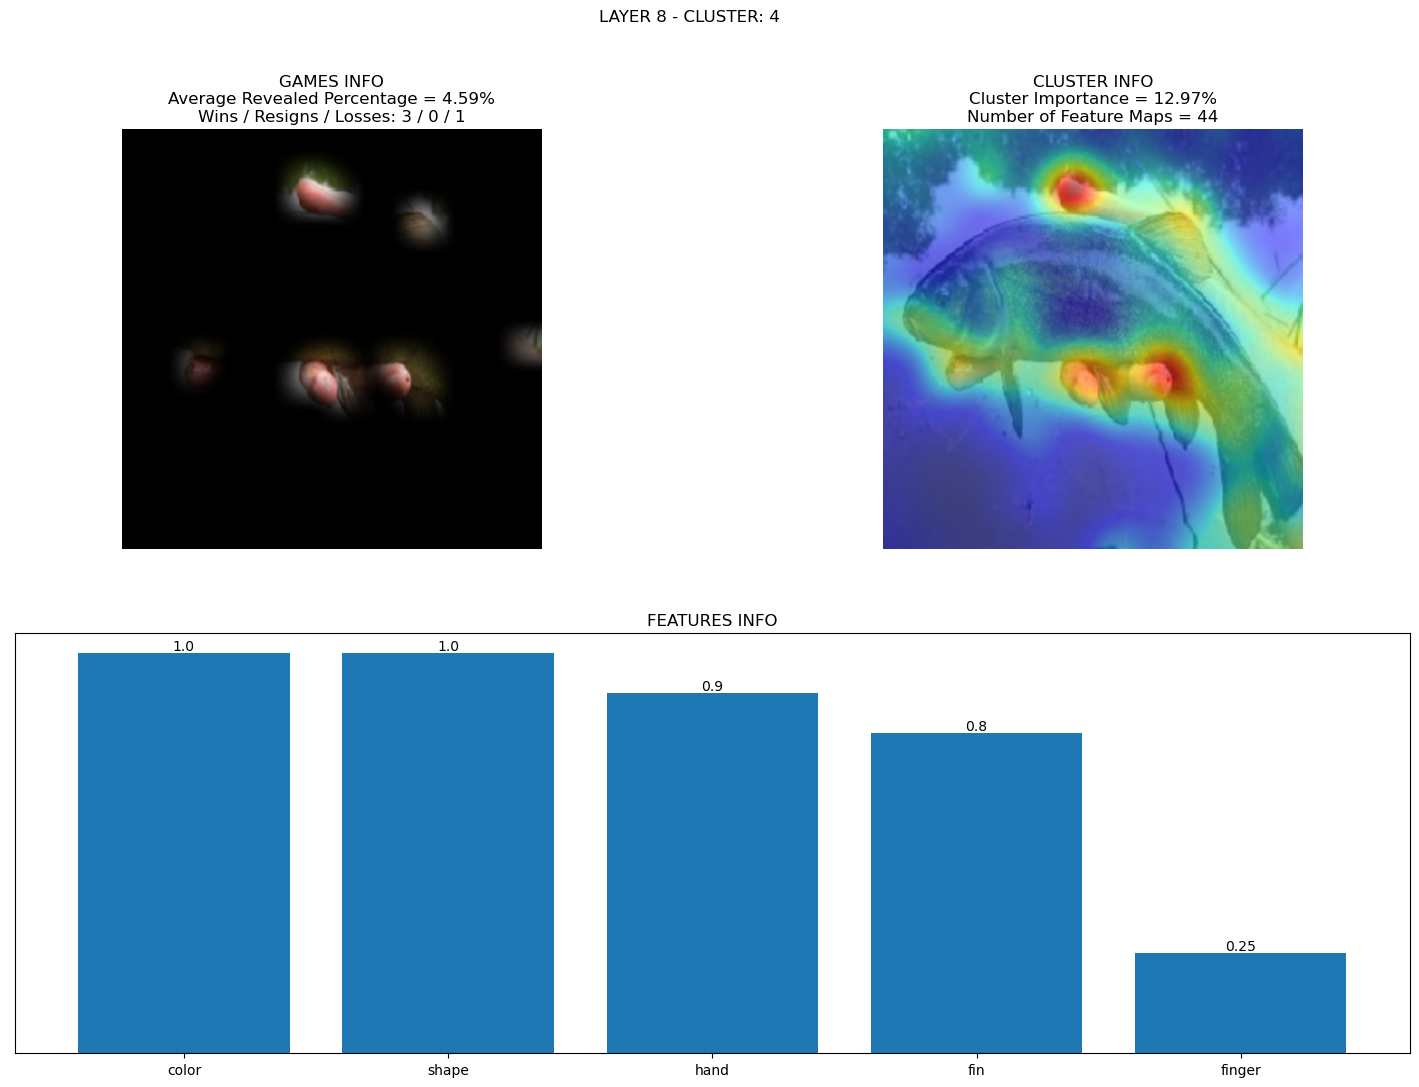 LAYER 8 - CLUSTER: 4
GAMES INFO
Average Revealed Percentage = 4.59%
Wins / Resigns / Losses: 3 / 0 / 1
CLUSTER INFO
Cluster Importance = 12.97%
Number of Feature Maps = 44
FEATURES INFO
1.0
1.0
0.9
0.8
0.25
color
shape
hand
fin
finger